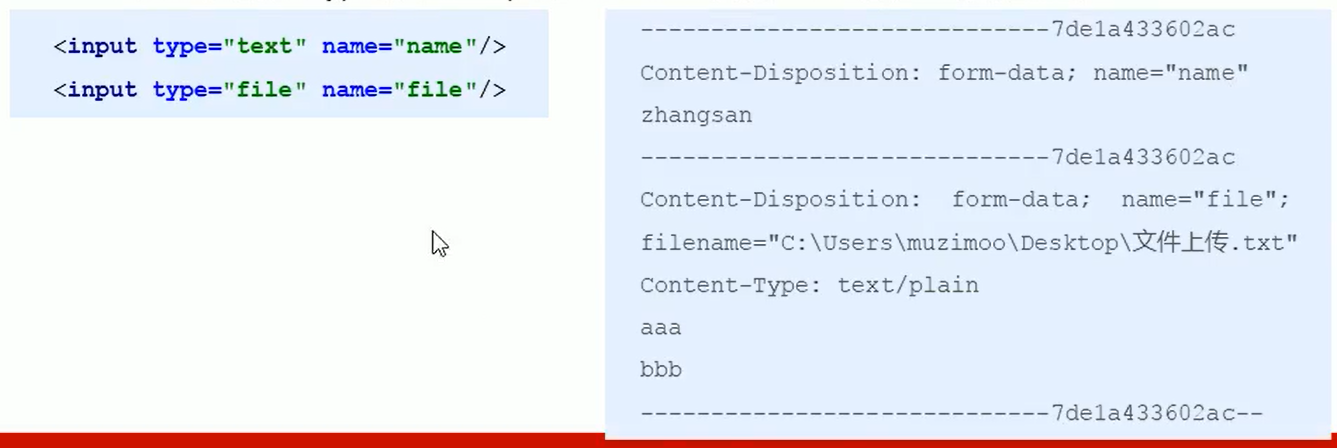 <input type="text" name="name"/>
<input type="file" name="file"/>
-----------------------------7de1a433602ac
Content-Disposition: form-data; name="name"
zhangsan
-----------------------------7de1a433602ac
Content-Disposition: form-data; name="file";
filename="C:\Users\muzimoo\Desktop\文件上传.txt"
Content-Type: text/plain
aaa
bbb
-----------------------------7de1a433602ac--